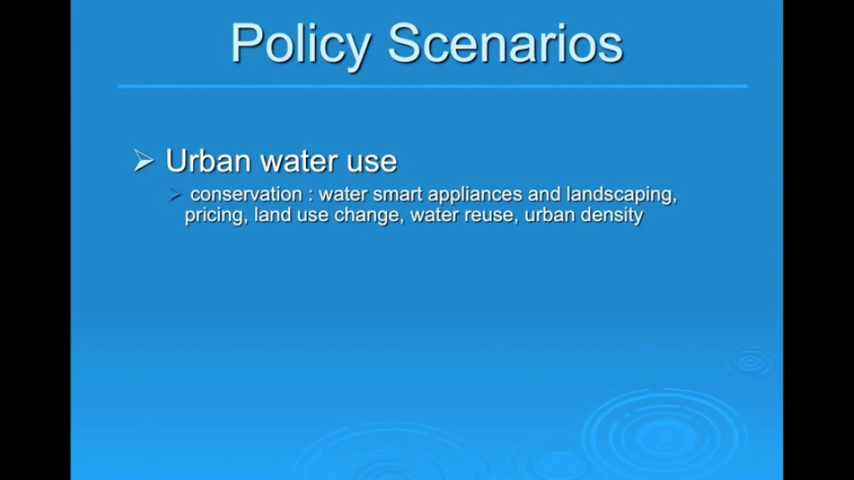 Policy Scenarios
Urban water use
conservation : water smart appliances and landscaping,
pricing, land use change, water reuse, urban density